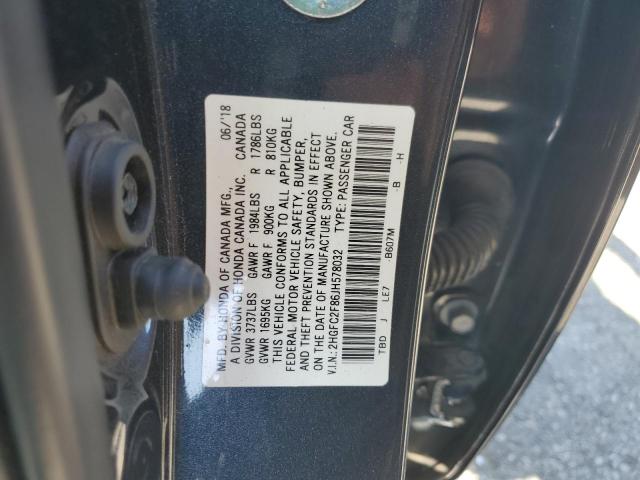 MFD. BY HONDA OF CANADA MFG., 06/'18
A DIVISION OF HONDA CANADA INC. CANADA
GVWR 3737LBS GAWR F 1984LBS R 1786LBS
GVWR 1695KG GAWR F 900KG R 810KG
THIS VEHICLE CONFORMS TO ALL APPLICABLE
FEDERAL MOTOR VEHICLE SAFETY, BUMPER,
AND THEFT PREVENTION STANDARDS IN EFFECT
ON THE DATE OF MANUFACTURE SHOWN ABOVE.
V.I.N.: 2HGFC2F86JH578032 TYPE: PASSENGER CAR
TBD J LE7 -B607M -B -H